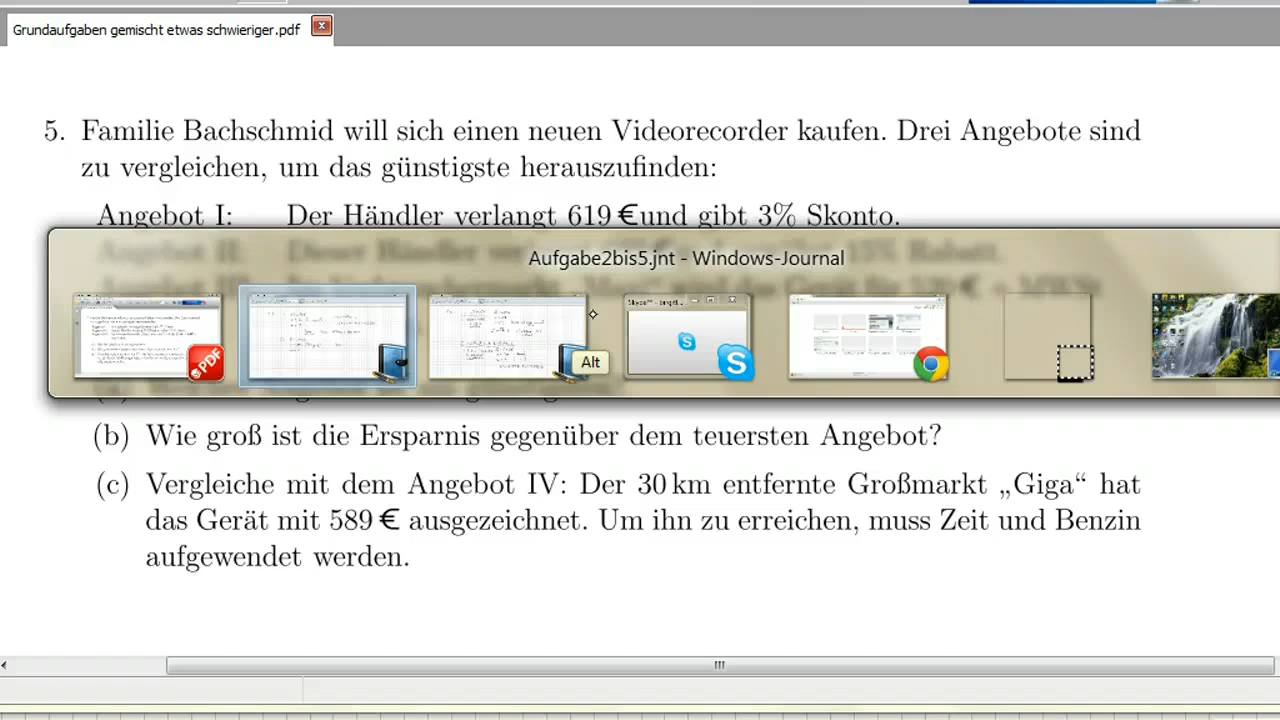 Grundaufgaben gemischt etwas schwieriger.pdf
5. Familie Bachschmid will sich einen neuen Videorecorder kaufen. Drei Angebote sind
zu vergleichen, um das günstigste herauszufinden:
Angebot I: Der Händler verlangt 619 €und gibt 3% Skonto.
Aufgabe2bis5.jnt - Windows-Journal
PDF
Alt
(b) Wie groß ist die Ersparnis gegenüber dem teuersten Angebot?
(c) Vergleiche mit dem Angebot IV: Der 30 km entfernte Großmarkt „Giga“ hat
das Gerät mit 589 € ausgezeichnet. Um ihn zu erreichen, muss Zeit und Benzin
aufgewendet werden.